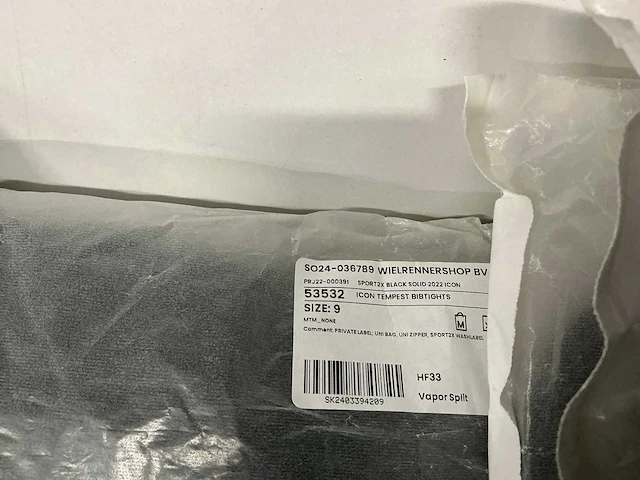 SO24-036789 WIELRENNERSHOP BV
PRJ22-000391 SPORT2X BLACK SOLID 2022 ICON
53532 ICON TEMPEST BIBTIGHTS
SIZE: 9
MTM_NONE
Comment: PRIVATE LABEL; UNI BAG, UNI ZIPPER, SPORT2X WASHLABEL
M
HF33
SK2403394209
Vapor Split